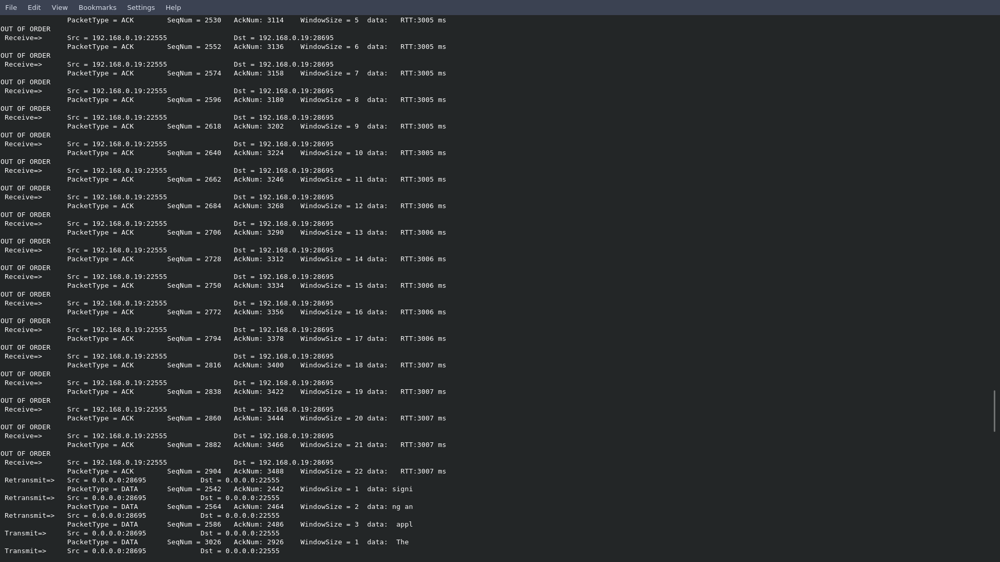 File Edit View Bookmarks Settings Help
PacketType = ACK SeqNum = 2530 AckNum: 3114 WindowSize = 5 data: RTT:3005 ms
OUT OF ORDER
Receive=> Src = 192.168.0.19:22555 Dst = 192.168.0.19:28695
PacketType = ACK SeqNum = 2552 AckNum: 3136 WindowSize = 6 data: RTT:3005 ms
OUT OF ORDER
Receive=> Src = 192.168.0.19:22555 Dst = 192.168.0.19:28695
PacketType = ACK SeqNum = 2574 AckNum: 3158 WindowSize = 7 data: RTT:3005 ms
OUT OF ORDER
Receive=> Src = 192.168.0.19:22555 Dst = 192.168.0.19:28695
PacketType = ACK SeqNum = 2596 AckNum: 3180 WindowSize = 8 data: RTT:3005 ms
OUT OF ORDER
Receive=> Src = 192.168.0.19:22555 Dst = 192.168.0.19:28695
PacketType = ACK SeqNum = 2618 AckNum: 3202 WindowSize = 9 data: RTT:3005 ms
OUT OF ORDER
Receive=> Src = 192.168.0.19:22555 Dst = 192.168.0.19:28695
PacketType = ACK SeqNum = 2640 AckNum: 3224 WindowSize = 10 data: RTT:3005 ms
OUT OF ORDER
Receive=> Src = 192.168.0.19:22555 Dst = 192.168.0.19:28695
PacketType = ACK SeqNum = 2662 AckNum: 3246 WindowSize = 11 data: RTT:3005 ms
OUT OF ORDER
Receive=> Src = 192.168.0.19:22555 Dst = 192.168.0.19:28695
PacketType = ACK SeqNum = 2684 AckNum: 3268 WindowSize = 12 data: RTT:3006 ms
OUT OF ORDER
Receive=> Src = 192.168.0.19:22555 Dst = 192.168.0.19:28695
PacketType = ACK SeqNum = 2706 AckNum: 3290 WindowSize = 13 data: RTT:3006 ms
OUT OF ORDER
Receive=> Src = 192.168.0.19:22555 Dst = 192.168.0.19:28695
PacketType = ACK SeqNum = 2728 AckNum: 3312 WindowSize = 14 data: RTT:3006 ms
OUT OF ORDER
Receive=> Src = 192.168.0.19:22555 Dst = 192.168.0.19:28695
PacketType = ACK SeqNum = 2750 AckNum: 3334 WindowSize = 15 data: RTT:3006 ms
OUT OF ORDER
Receive=> Src = 192.168.0.19:22555 Dst = 192.168.0.19:28695
PacketType = ACK SeqNum = 2772 AckNum: 3356 WindowSize = 16 data: RTT:3006 ms
OUT OF ORDER
Receive=> Src = 192.168.0.19:22555 Dst = 192.168.0.19:28695
PacketType = ACK SeqNum = 2794 AckNum: 3378 WindowSize = 17 data: RTT:3006 ms
OUT OF ORDER
Receive=> Src = 192.168.0.19:22555 Dst = 192.168.0.19:28695
PacketType = ACK SeqNum = 2816 AckNum: 3400 WindowSize = 18 data: RTT:3007 ms
OUT OF ORDER
Receive=> Src = 192.168.0.19:22555 Dst = 192.168.0.19:28695
PacketType = ACK SeqNum = 2838 AckNum: 3422 WindowSize = 19 data: RTT:3007 ms
OUT OF ORDER
Receive=> Src = 192.168.0.19:22555 Dst = 192.168.0.19:28695
PacketType = ACK SeqNum = 2860 AckNum: 3444 WindowSize = 20 data: RTT:3007 ms
OUT OF ORDER
Receive=> Src = 192.168.0.19:22555 Dst = 192.168.0.19:28695
PacketType = ACK SeqNum = 2882 AckNum: 3466 WindowSize = 21 data: RTT:3007 ms
OUT OF ORDER
Receive=> Src = 192.168.0.19:22555 Dst = 192.168.0.19:28695
PacketType = ACK SeqNum = 2904 AckNum: 3488 WindowSize = 22 data: RTT:3007 ms
Retransmit=> Src = 0.0.0.0:28695 Dst = 0.0.0.0:22555
PacketType = DATA SeqNum = 2542 AckNum: 2442 WindowSize = 1 data: signi
Retransmit=> Src = 0.0.0.0:28695 Dst = 0.0.0.0:22555
PacketType = DATA SeqNum = 2564 AckNum: 2464 WindowSize = 2 data: ng an
Retransmit=> Src = 0.0.0.0:28695 Dst = 0.0.0.0:22555
PacketType = DATA SeqNum = 2586 AckNum: 2486 WindowSize = 3 data: appl
Transmit=> Src = 0.0.0.0:28695 Dst = 0.0.0.0:22555
PacketType = DATA SeqNum = 3026 AckNum: 2926 WindowSize = 1 data: The
Transmit=> Src = 0.0.0.0:28695 Dst = 0.0.0.0:22555